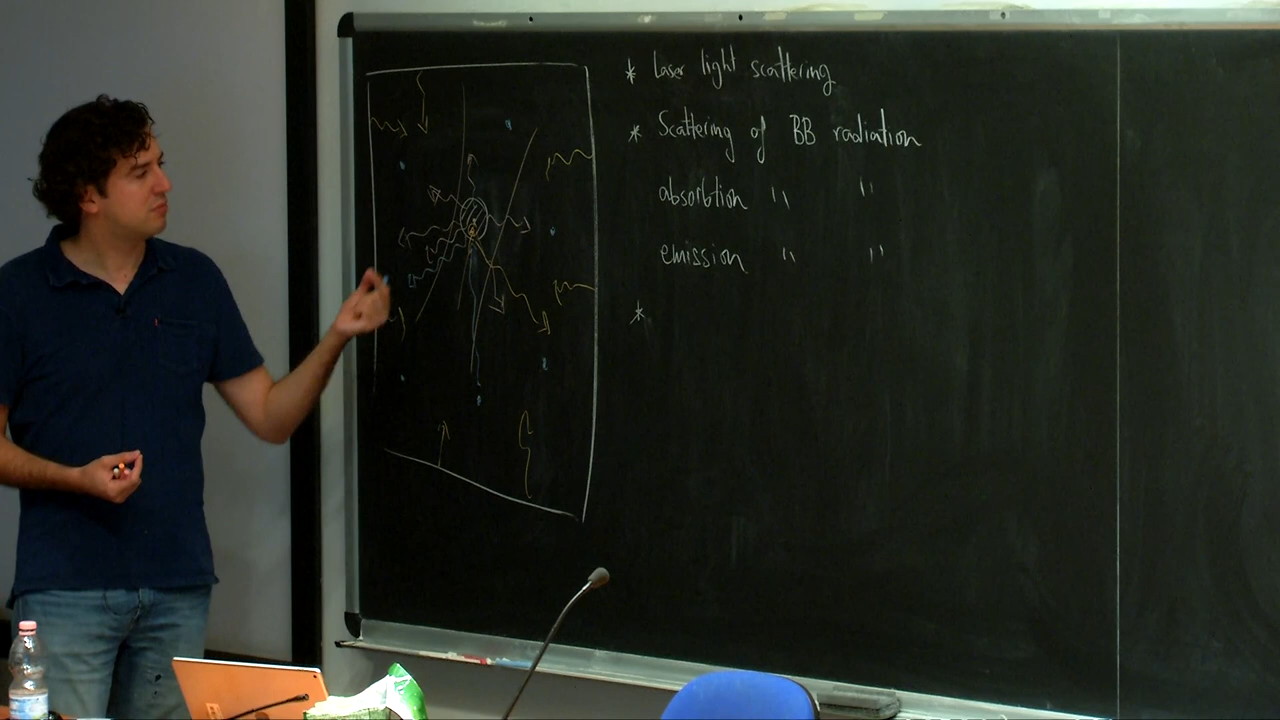 * Laser light scattering
* Scattering of BB radiation
absorbtion " "
emission " "
*